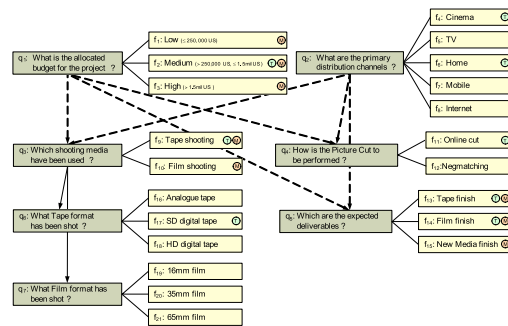 q1: What is the allocated
budget for the project ?
f1: Low (≤ 250,000 US) M
f2: Medium (> 250,000 US, ≤ 1,5mil US) T M
f3: High (> 1,5mil US ) M
q2: What are the primary
distribution channels ?
f4: Cinema T
f5: TV
f6: Home T
f7: Mobile
f8: Internet
q3: Which shooting media
have been used ?
f9: Tape shooting T M
f10: Film shooting M
q4: How is the Picture Cut to
be performed ?
f11: Online cut T
f12: Negmatching
q6: What Tape format
has been shot ?
f16: Analogue tape
f17: SD digital tape T
f18: HD digital tape
q5: Which are the expected
deliverables ?
f13: Tape finish T M
f14: Film finish T M
f15: New Media finish M
q7: What Film format has
been shot ?
f19: 16mm film
f20: 35mm film
f21: 65mm film